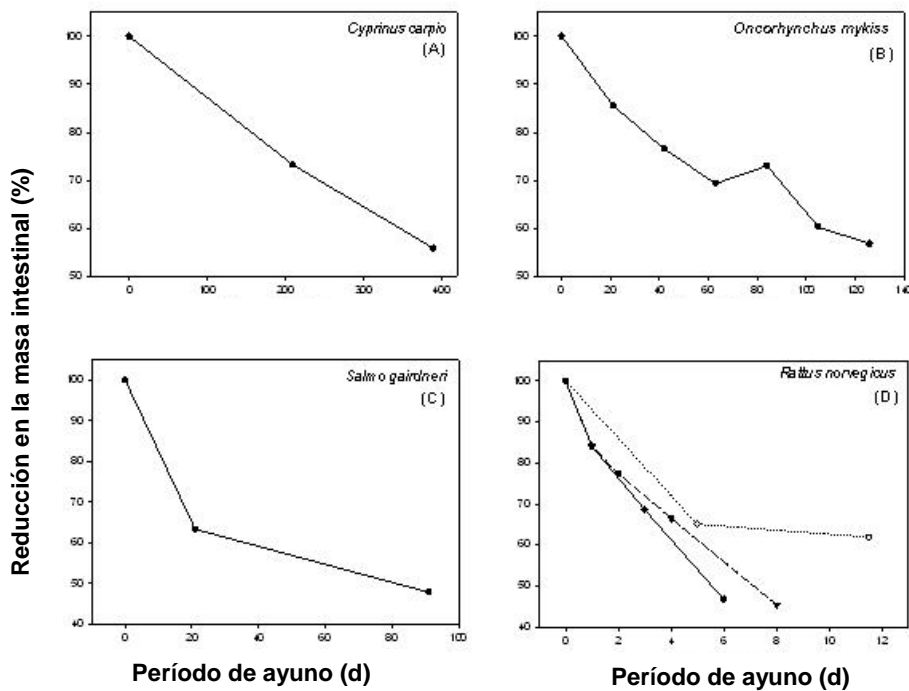 Reducción en la masa intestinal (%)
Cyprinus carpio
(A)
100
90
80
70
60
50
0 100 200 300 400
Oncorhynchus mykiss
(B)
100
90
80
70
60
50
0 20 40 60 80 100 120 140
Salmo gairdneri
(C)
100
90
80
70
60
50
40
0 20 40 60 80 100
Período de ayuno (d)
Rattus norvegicus
(D)
100
90
80
70
60
50
40
0 2 4 6 8 10 12
Período de ayuno (d)